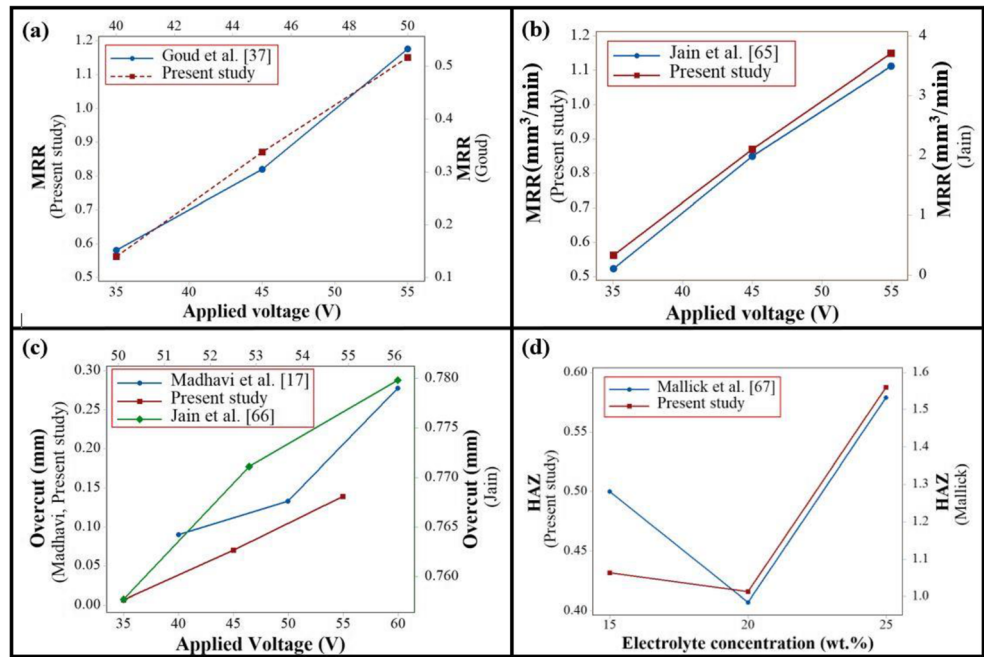 (a)
40 42 44 46 48 50
1.2
1.1
1.0
0.9
0.8
0.7
0.6
0.5
MRR
(Present study)
Goud et al. [37]
Present study
0.5
0.4
0.3
0.2
0.1
MRR
(Goud)
35 40 45 50 55
Applied voltage (V)
(b)
1.2
1.1
1.0
0.9
0.8
0.7
0.6
0.5
MRR(mm³/min)
(Present study)
Jain et al. [65]
Present study
4
3
2
1
0
MRR(mm³/min)
(Jain)
35 40 45 50 55
Applied voltage (V)
(c)
50 51 52 53 54 55 56
0.30
0.25
0.20
0.15
0.10
0.05
0.00
Overcut (mm)
(Madhavi, Present study)
Madhavi et al. [17]
Present study
Jain et al. [66]
0.780
0.775
0.770
0.765
0.760
Overcut (mm)
(Jain)
35 40 45 50 55 60
Applied Voltage (V)
(d)
0.60
0.55
0.50
0.45
0.40
HAZ
(Present study)
Mallick et al. [67]
Present study
1.6
1.5
1.4
1.3
1.2
1.1
1.0
HAZ
(Mallick)
15 20 25
Electrolyte concentration (wt.%)